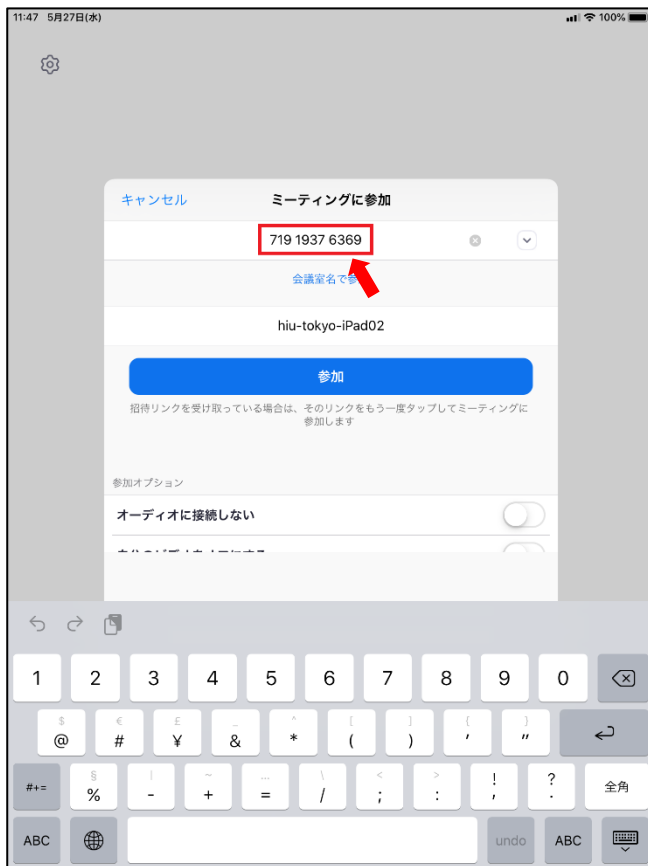 11:47 5月27日(水)
100%
キャンセル ミーティングに参加
719 1937 6369
会議室名で参
hiu-tokyo-iPad02
参加
招待リンクを受け取っている場合は、そのリンクをもう一度タップしてミーティングに
参加します
参加オプション
オーディオに接続しない
1 2 3 4 5 6 7 8 9 0
$ € £ _ ^ [ ] { }
@ # ¥ & * ( ) ' "
§ | ~ … \ < > ! ?
#+= % - + = / ; : , . 全角
ABC undo ABC